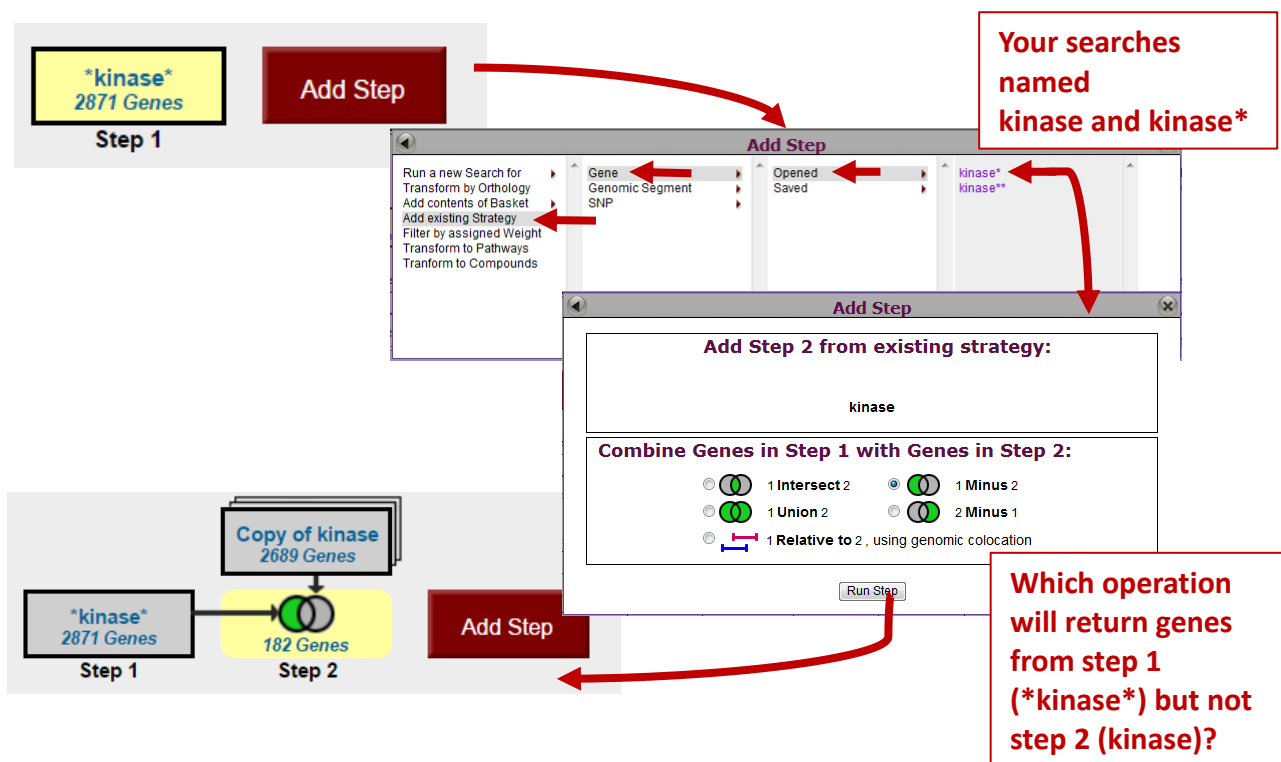 *kinase*
2871 Genes
Step 1
Add Step
Your searches
named
kinase and kinase*
Add Step
Run a new Search for
Transform by Orthology
Add contents of Basket
Add existing Strategy
Filter by assigned Weight
Transform to Pathways
Tranform to Compounds
Gene
Genomic Segment
SNP
Opened
Saved
kinase*
kinase**
Add Step
Add Step 2 from existing strategy:
kinase
Combine Genes in Step 1 with Genes in Step 2:
1 Intersect 2
1 Minus 2
1 Union 2
2 Minus 1
1 Relative to 2 , using genomic colocation
Run Step
Copy of kinase
2689 Genes
*kinase*
2871 Genes
Step 1
182 Genes
Step 2
Add Step
Which operation
will return genes
from step 1
(*kinase*) but not
step 2 (kinase)?